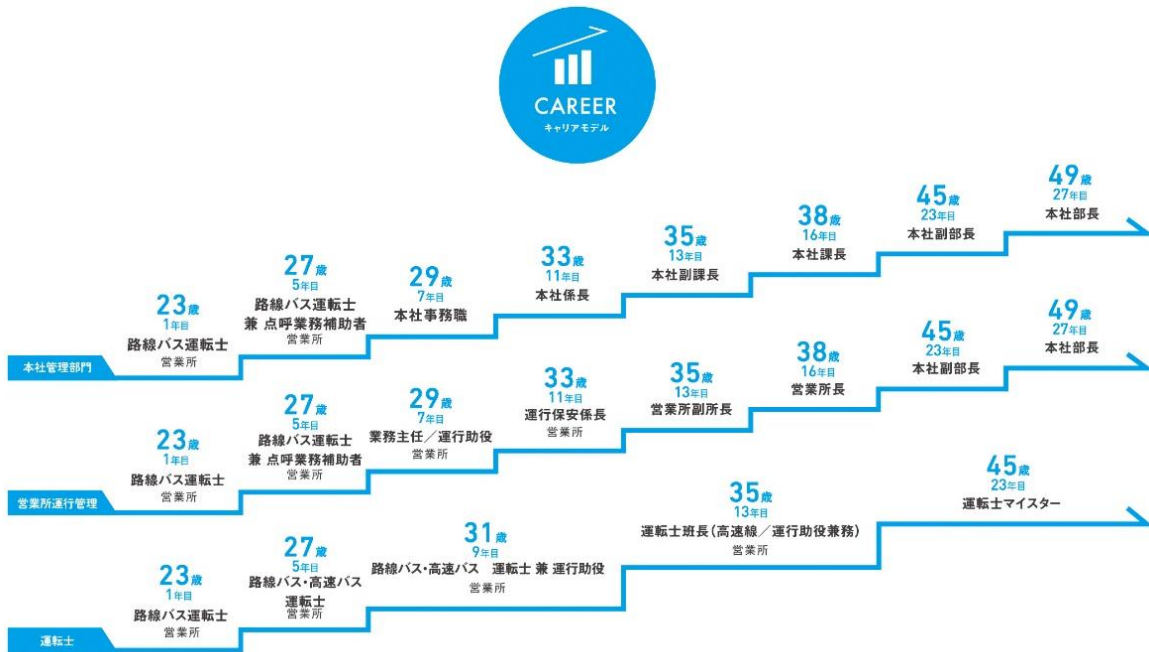 CAREER
キャリアモデル
本社管理部門
23歳
1年目
路線バス運転士
営業所
27歳
5年目
路線バス運転士
兼 点呼業務補助者
営業所
29歳
7年目
本社事務職
33歳
11年目
本社係長
35歳
13年目
本社副課長
38歳
16年目
本社課長
45歳
23年目
本社副部長
49歳
27年目
本社部長
営業所運行管理
23歳
1年目
路線バス運転士
営業所
27歳
5年目
路線バス運転士
兼 点呼業務補助者
営業所
29歳
7年目
業務主任／運行助役
営業所
33歳
11年目
運行保安係長
営業所
35歳
13年目
営業所副所長
38歳
16年目
営業所長
45歳
23年目
本社副部長
49歳
27年目
本社部長
運転士
23歳
1年目
路線バス運転士
営業所
27歳
5年目
路線バス・高速バス
運転士
営業所
31歳
9年目
路線バス・高速バス　運転士 兼 運行助役
営業所
35歳
13年目
運転士班長（高速線／運行助役兼務）
営業所
45歳
23年目
運転士マイスター